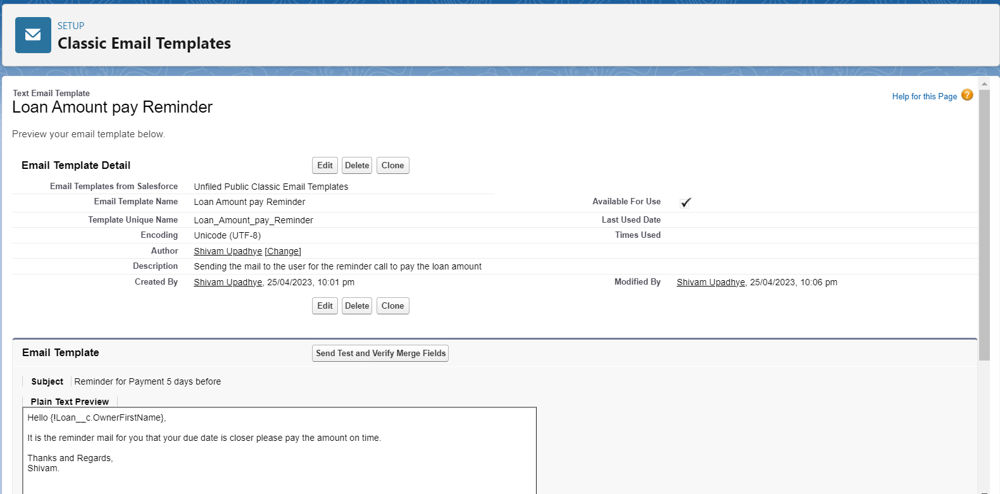 SETUP
Classic Email Templates
Text Email Template
Loan Amount pay Reminder
Help for this Page ?
Preview your email template below.
Email Template Detail Edit Delete Clone
Email Templates from Salesforce Unfiled Public Classic Email Templates
Email Template Name Loan Amount pay Reminder Available For Use
Template Unique Name Loan_Amount_pay_Reminder Last Used Date
Encoding Unicode (UTF-8) Times Used
Author Shivam Upadhye [Change]
Description Sending the mail to the user for the reminder call to pay the loan amount
Created By Shivam Upadhye, 25/04/2023, 10:01 pm Modified By Shivam Upadhye, 25/04/2023, 10:06 pm
Edit Delete Clone
Email Template Send Test and Verify Merge Fields
Subject Reminder for Payment 5 days before
Plain Text Preview
Hello {!Loan__c.OwnerFirstName},
It is the reminder mail for you that your due date is closer please pay the amount on time.
Thanks and Regards,
Shivam.